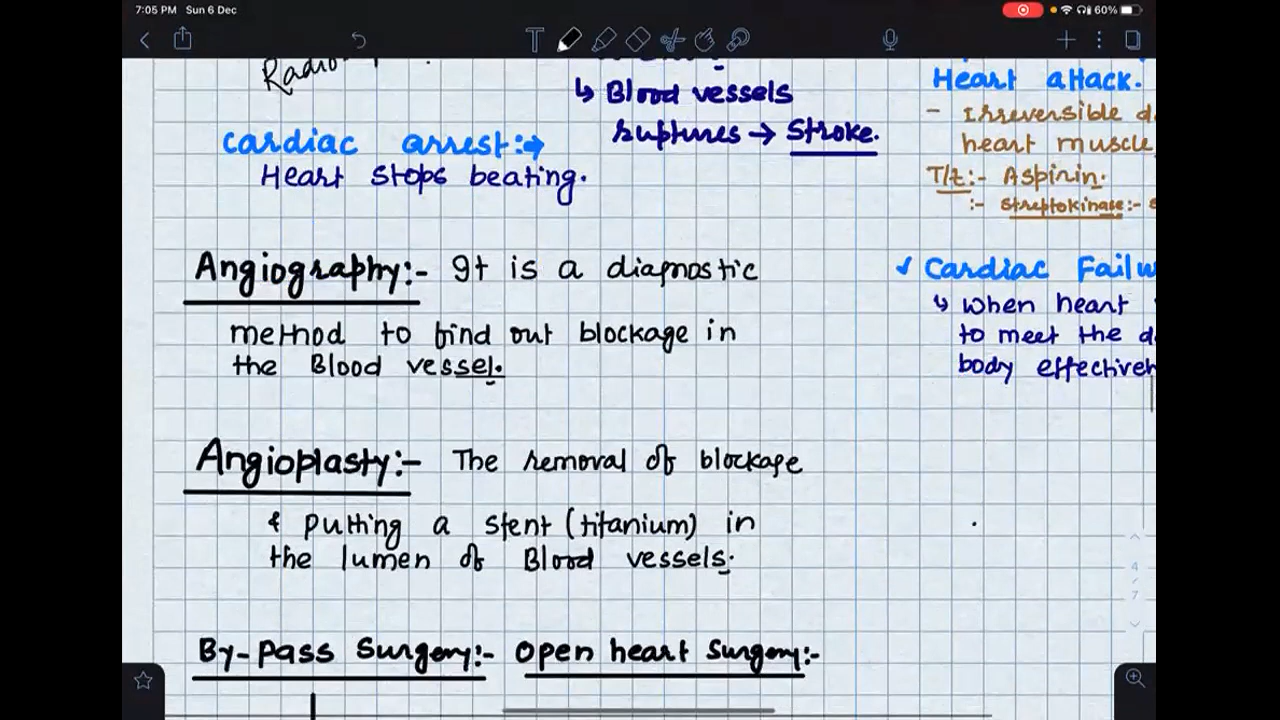 7:05 PM Sun 6 Dec
60%
Blood vessels
ruptures → Stroke.
Cardiac arrest:→
Heart stops beating.
Angiography:- It is a diagnostic
method to find out blockage in
the Blood vessel.
Angioplasty:- The removal of blockage
& putting a stent (titanium) in
the lumen of Blood vessels.
By-pass Surgery:- Open heart Surgery:-
Heart attack.
- Irreversible
heart muscle
T/t:- Aspirin.
:- Streptokinase:-
✓ Cardiac
↳ When heart
to meet the
body
4
7